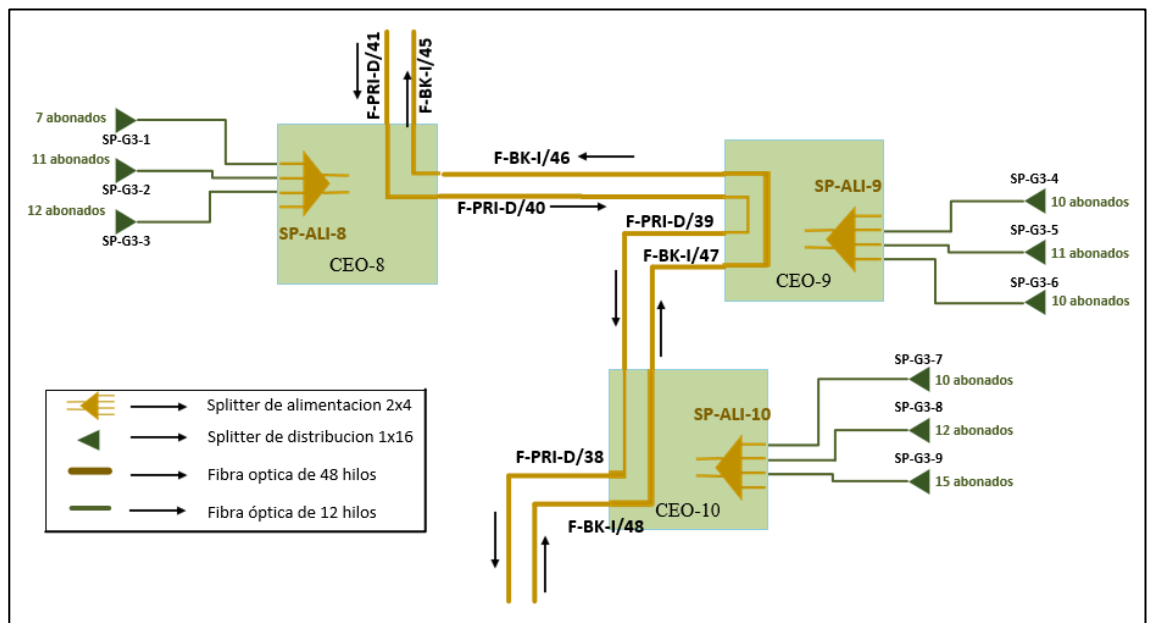 F-PRI-D/41
F-BK-I/45
7 abonados
SP-G3-1
11 abonados
SP-G3-2
12 abonados
SP-G3-3
SP-ALI-8
CEO-8
F-BK-I/46
F-PRI-D/40
F-PRI-D/39
F-BK-I/47
SP-ALI-9
CEO-9
SP-G3-4
10 abonados
SP-G3-5
11 abonados
SP-G3-6
10 abonados
SP-G3-7
10 abonados
SP-G3-8
12 abonados
SP-G3-9
15 abonados
SP-ALI-10
CEO-10
F-PRI-D/38
F-BK-I/48
Splitter de alimentacion 2x4
Splitter de distribucion 1x16
Fibra optica de 48 hilos
Fibra óptica de 12 hilos